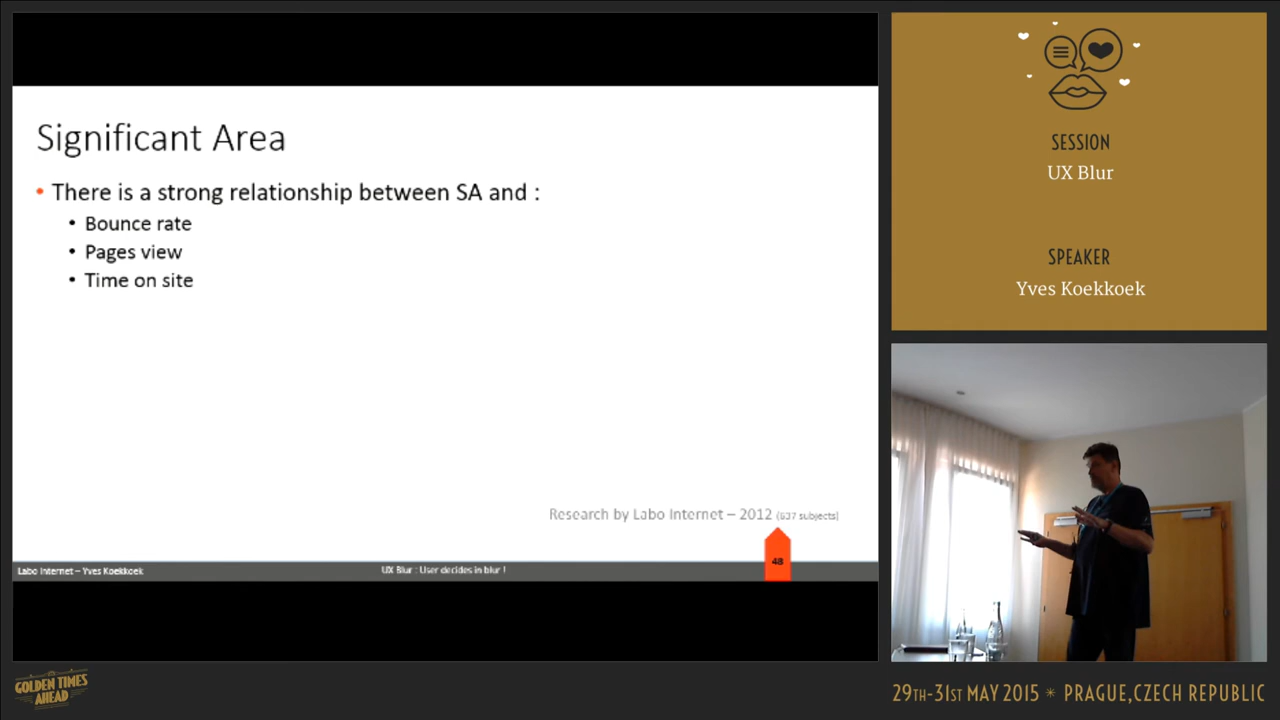 Significant Area
• There is a strong relationship between SA and :
• Bounce rate
• Pages view
• Time on site
Research by Labo Internet – 2012 (637 subjects)
Labo Internet – Yves Koekkoek
UX Blur : User decides in blur !
48
SESSION
UX Blur
SPEAKER
Yves Koekkoek
GOLDEN TIMES
AHEAD
29TH-31ST MAY 2015 * PRAGUE,CZECH REPUBLIC